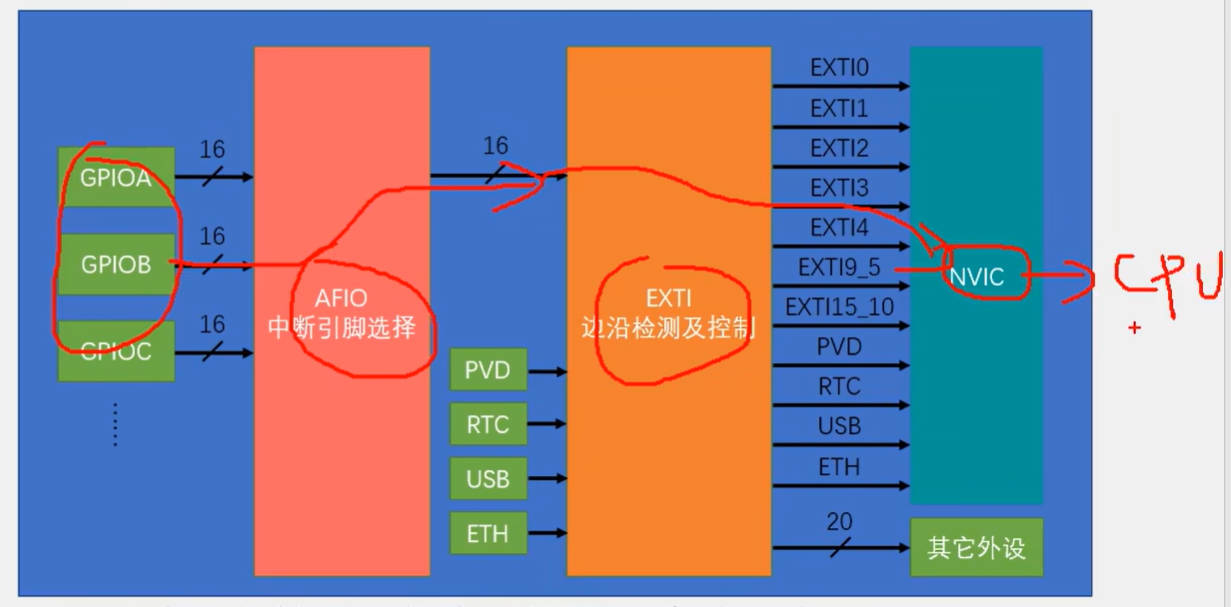 GPIOA
16
GPIOB
16
GPIOC
16
AFIO
中断引脚选择
16
PVD
RTC
USB
ETH
EXTI
边沿检测及控制
EXTI0
EXTI1
EXTI2
EXTI3
EXTI4
EXTI9_5
EXTI15_10
PVD
RTC
USB
ETH
20
NVIC
其它外设
CPU